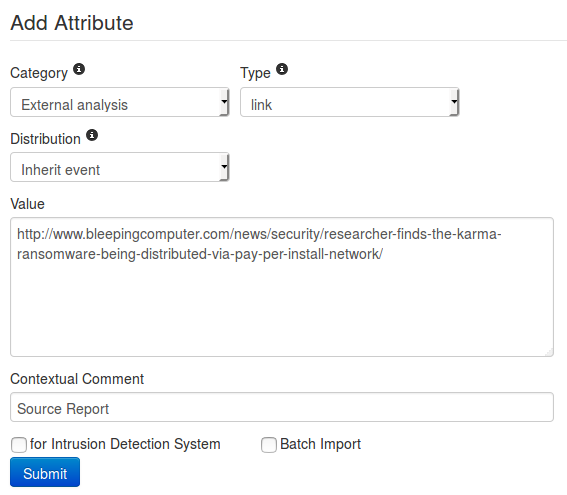 Add Attribute
Category Type
External analysis link
Distribution
Inherit event
Value
http://www.bleepingcomputer.com/news/security/researcher-finds-the-karma-
ransomware-being-distributed-via-pay-per-install-network/
Contextual Comment
Source Report
for Intrusion Detection System Batch Import
Submit